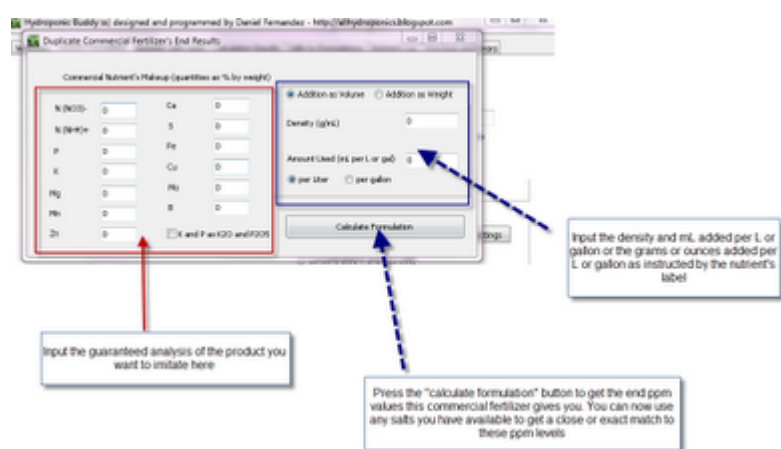 Hydroponic Buddy (c) designed and programmed by Daniel Fernandez - http://allhydroponics.blogspot.com
Duplicate Commercial Fertilizer's End Results
Commercial Nutrient's Makeup (quantities as % by weight)
N (NO3)- 0 Ca 0
N (NH4)+ 0 S 0
P 0 Fe 0
K 0 Cu 0
Mg 0 Mo 0
Mn 0 B 0
Zn 0 K and P as K2O and P2O5
Addition as Volume Addition as Weight
Density (g/mL) 0
Amount Used (mL per L or gal) 0
per Liter per gallon
Calculate Formulation
Input the density and mL added per L or
gallon or the grams or ounces added per
L or gallon as instructed by the nutrient's
label
Input the guaranteed analysis of the product you
want to imitate here
Press the "calculate formulation" button to get the end ppm
values this commercial fertilizer gives you. You can now use
any salts you have available to get a close or exact match to
these ppm levels